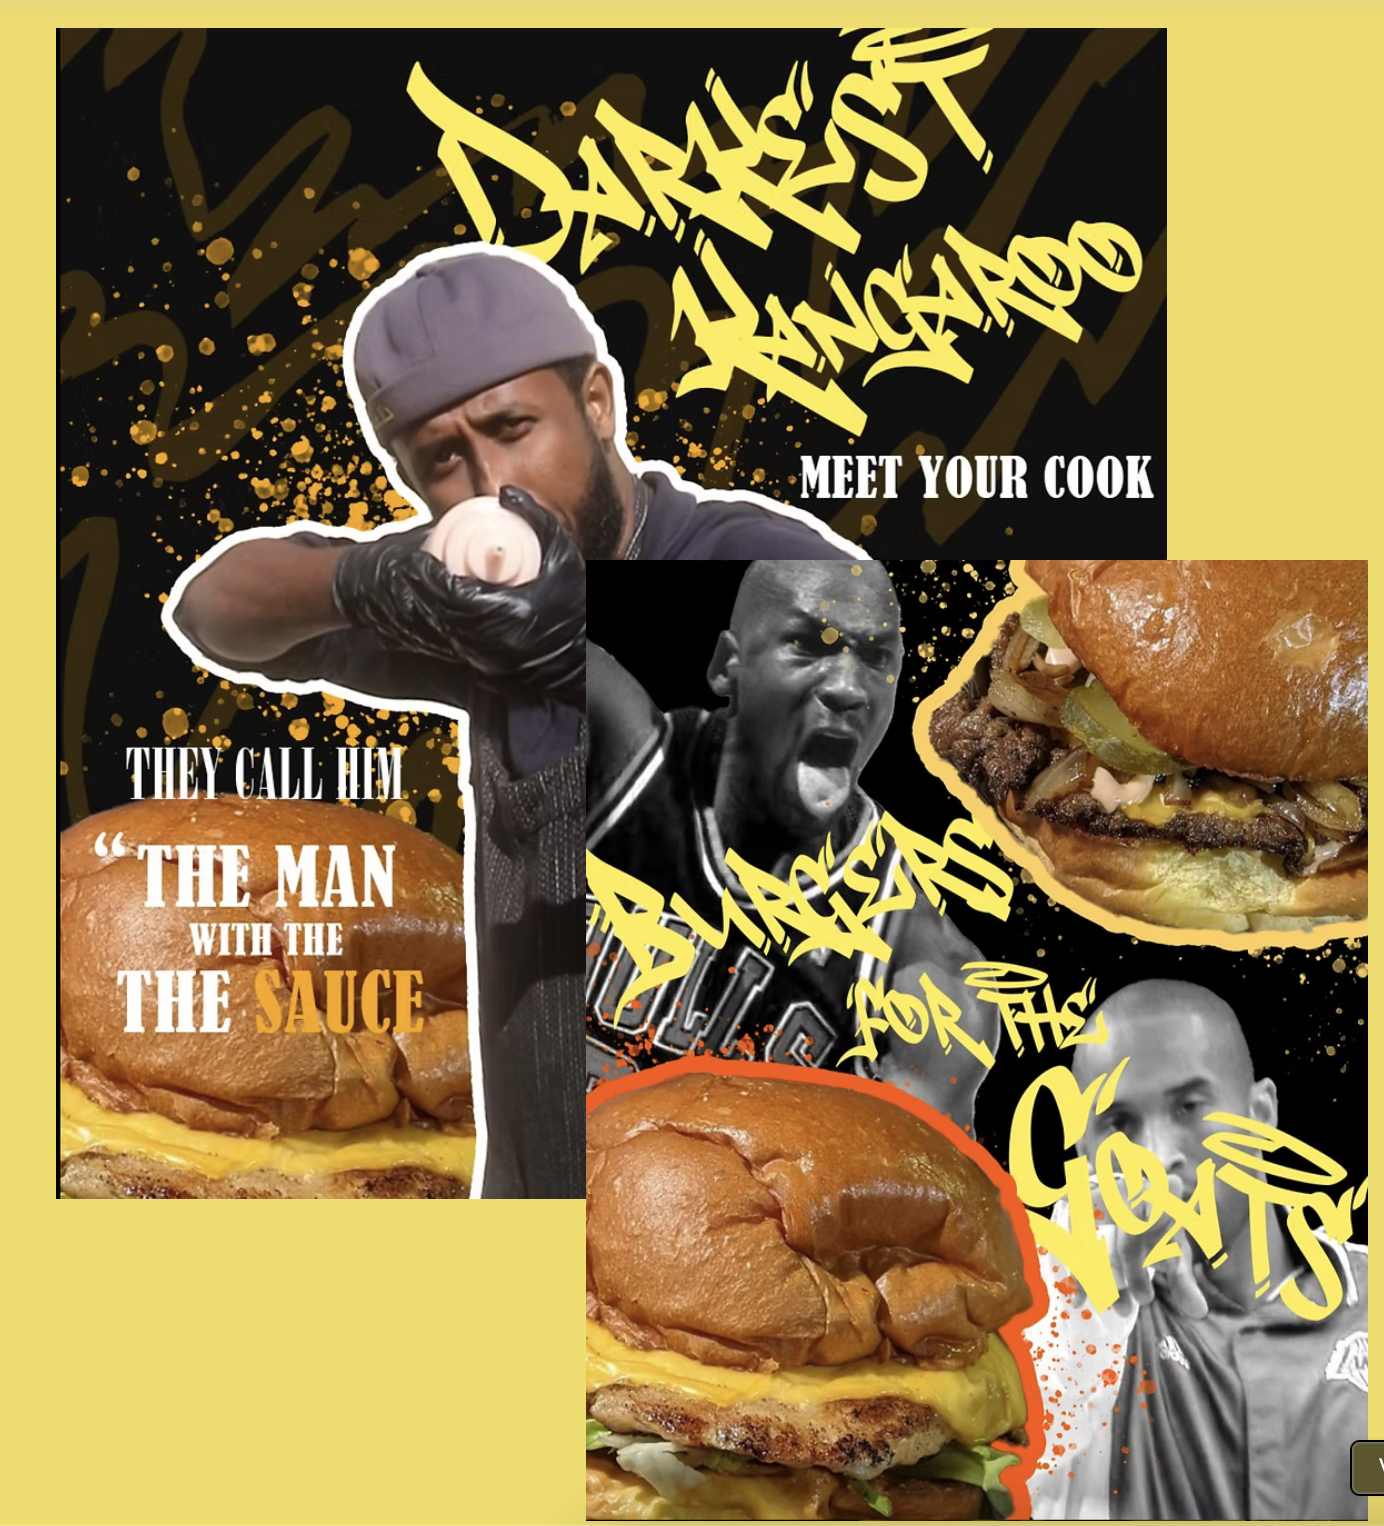 DARKEST
KANGAROO
MEET YOUR COOK
THEY CALL HIM
“THE MAN
WITH THE
THE SAUCE
BURGERS
FOR THE
GOATS